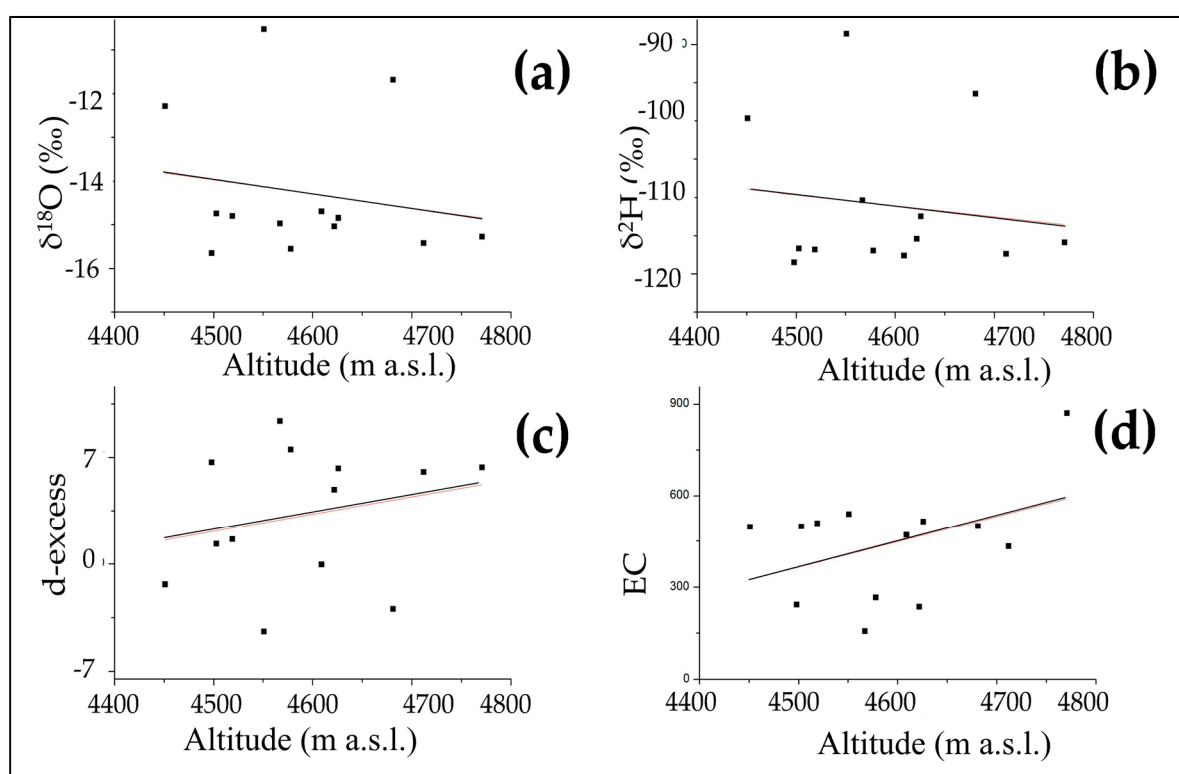 (a)
-12
-14
-16
δ¹⁸O (‰)
4400 4500 4600 4700 4800
Altitude (m a.s.l.)
(b)
-90
-100
-110
-120
δ²H (‰)
4400 4500 4600 4700 4800
Altitude (m a.s.l.)
(c)
7
0
-7
d-excess
4400 4500 4600 4700 4800
Altitude (m a.s.l.)
(d)
900
600
300
0
EC
4400 4500 4600 4700 4800
Altitude (m a.s.l.)